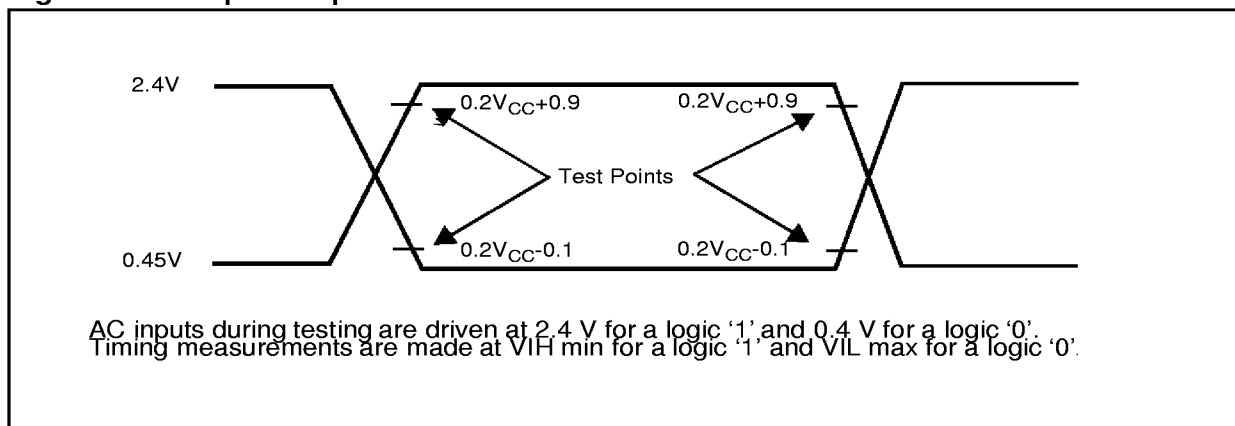 2.4V
0.2VCC+0.9
0.2VCC+0.9
Test Points
0.45V
0.2VCC-0.1
0.2VCC-0.1
AC inputs during testing are driven at 2.4 V for a logic ‘1’ and 0.4 V for a logic ‘0’.
Timing measurements are made at VIH min for a logic ‘1’ and VIL max for a logic ‘0’.